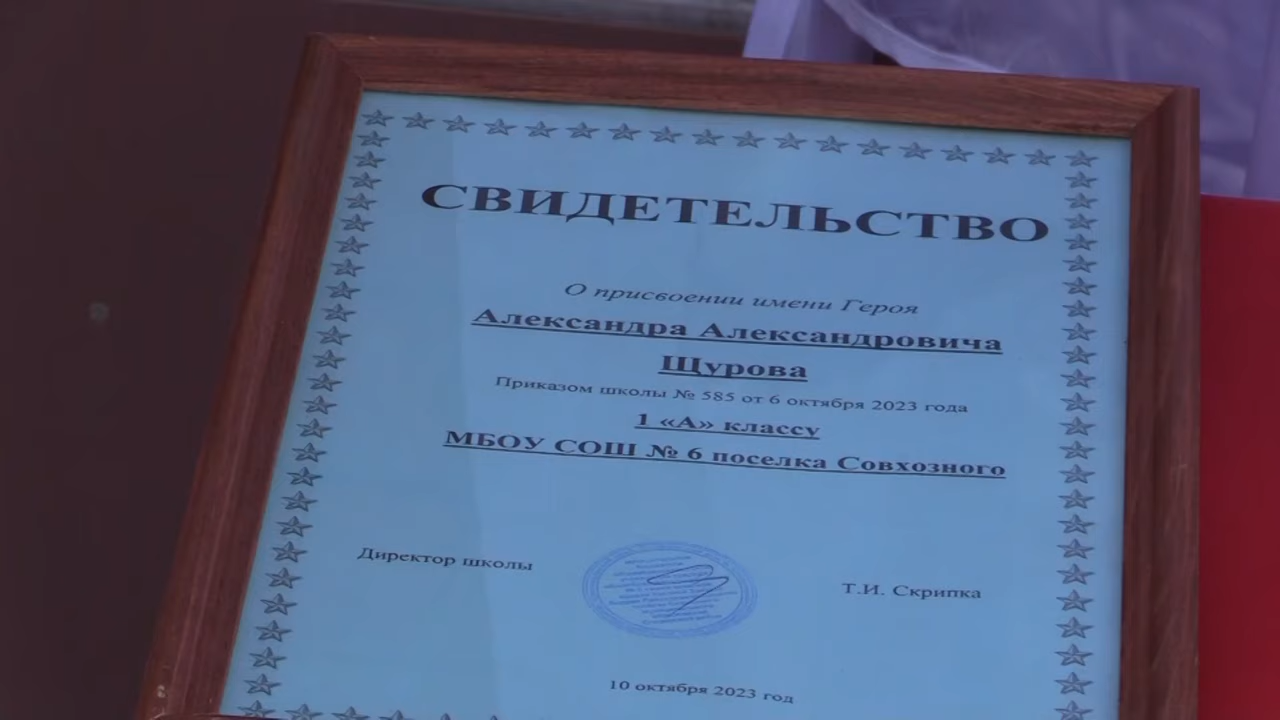 СВИДЕТЕЛЬСТВО
О присвоении имени Героя
Александра Александровича
Щурова
Приказом школы № 585 от 6 октября 2023 года
1 «А» классу
МБОУ СОШ № 6 поселка Совхозного
Директор школы
Т.И. Скрипка
10 октября 2023 год